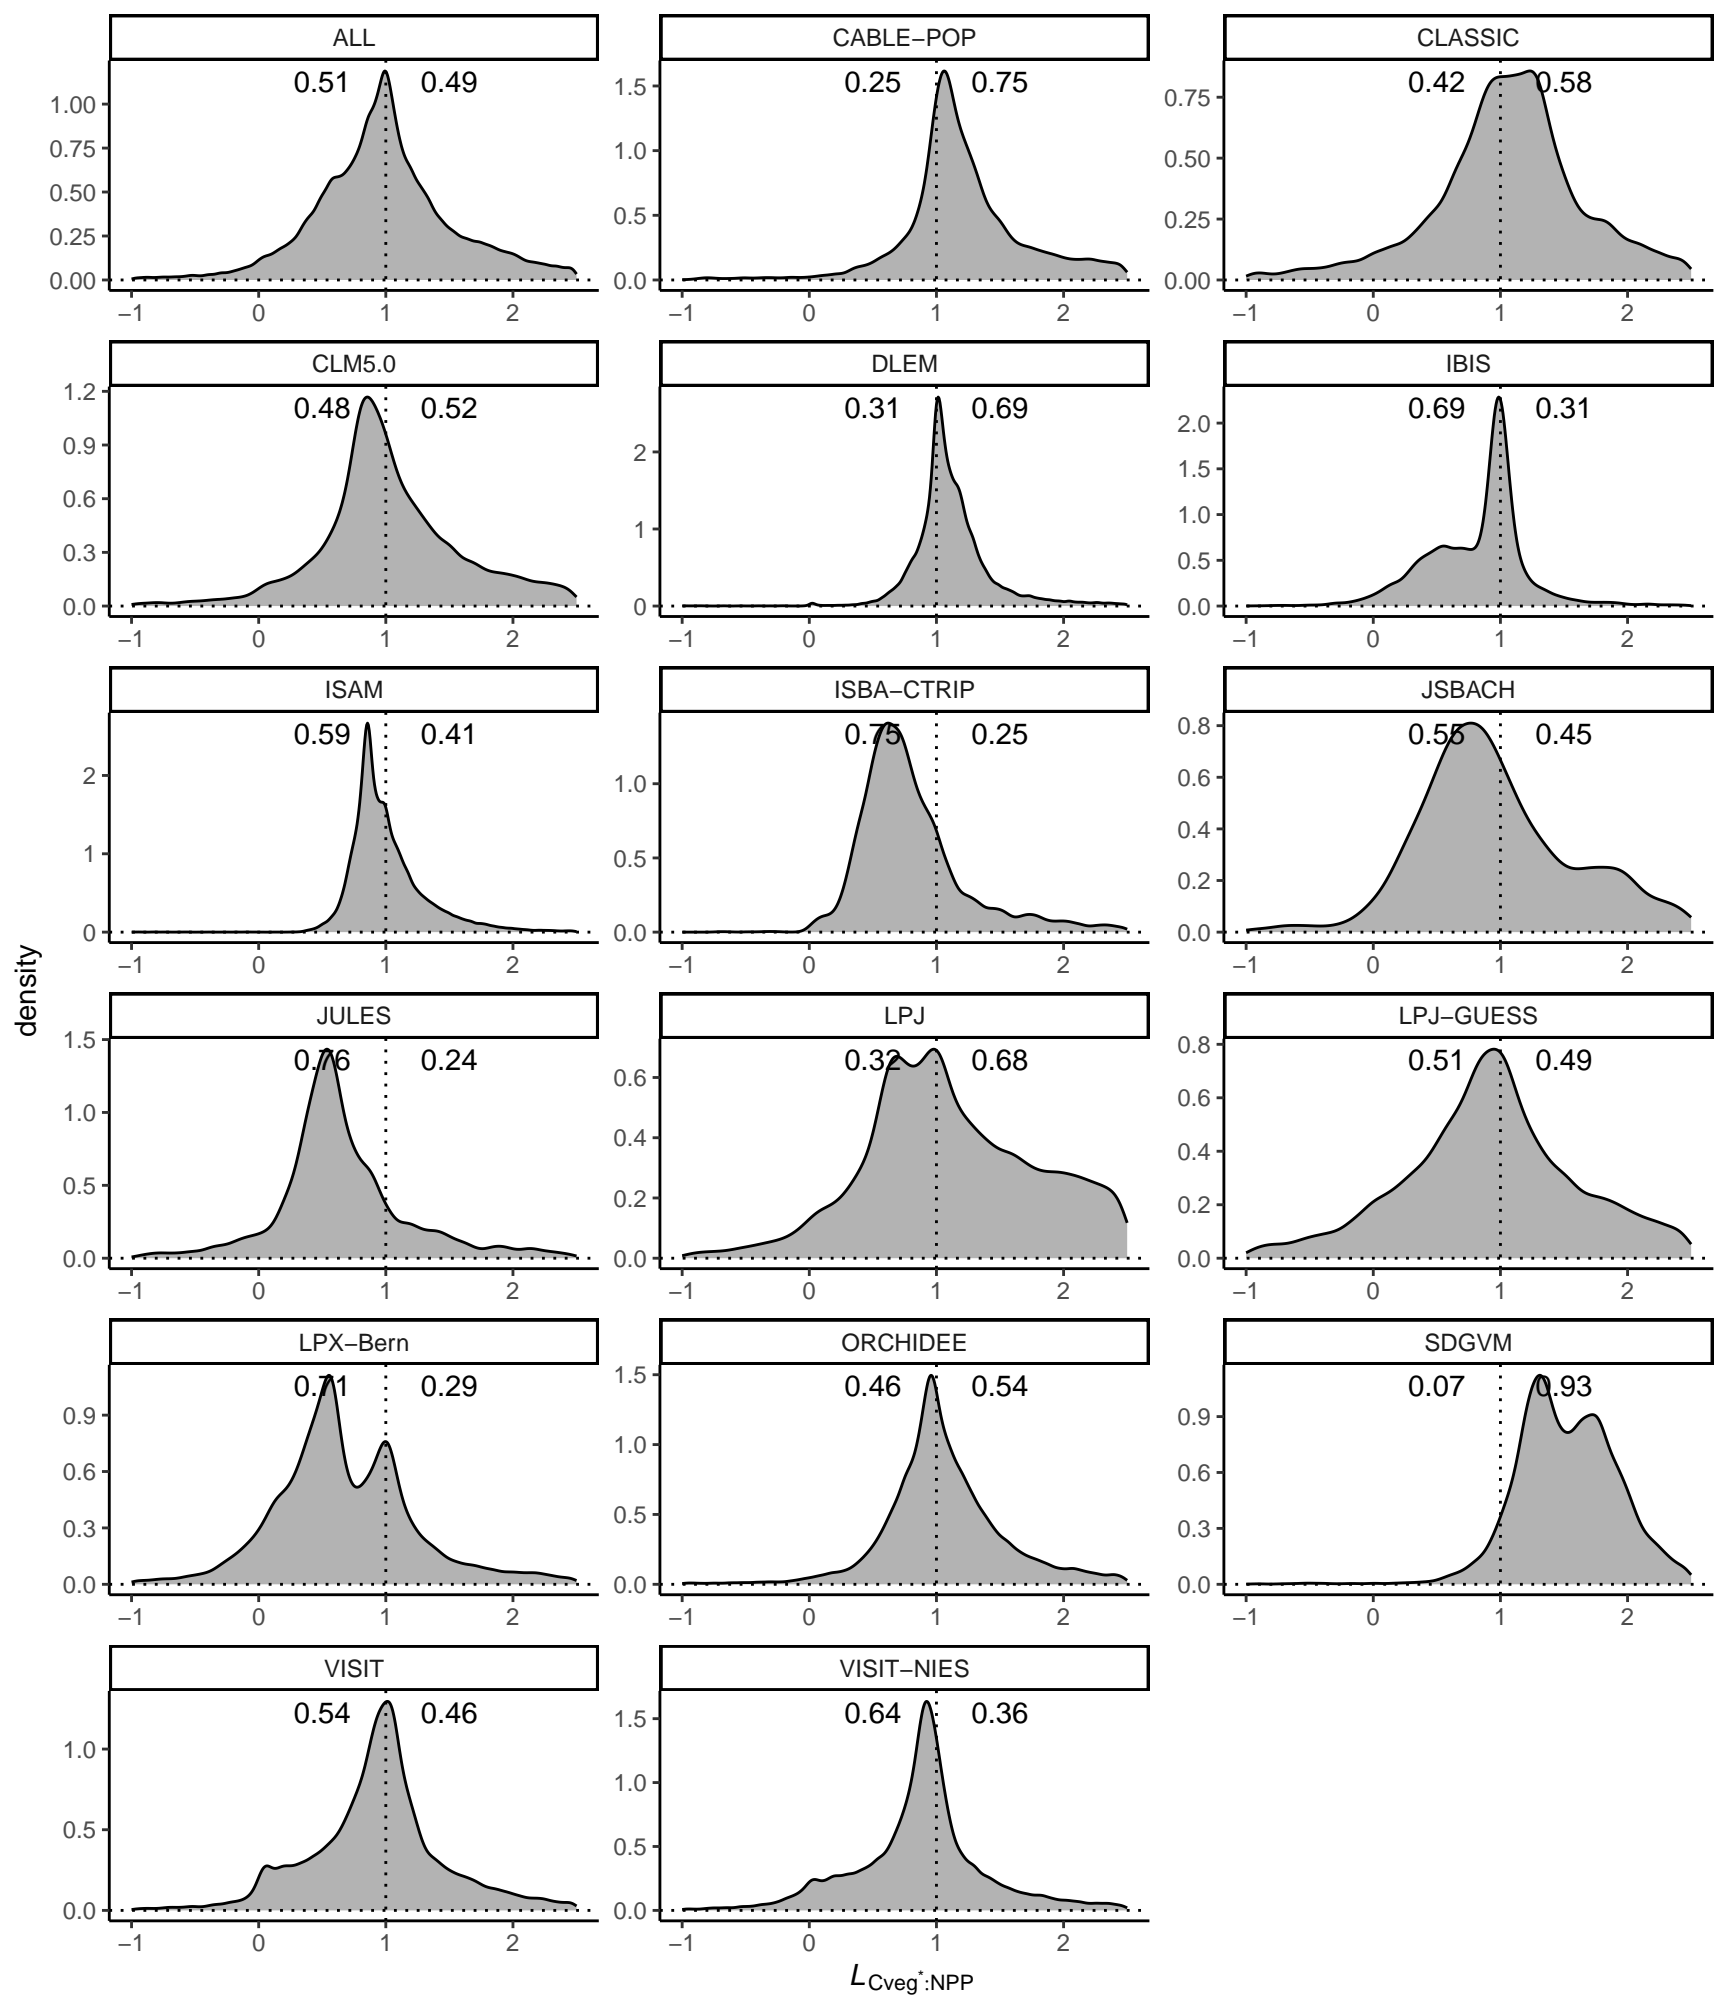 ALL CABLE−POP CLASSIC
0.51 0.49 0.25 0.75 0.42 0.58
1.00 0.75 0.50 0.25 0.00
1.5 1.0 0.5 0.0
0.75 0.50 0.25 0.00
−1 0 1 2 −1 0 1 2 −1 0 1 2
CLM5.0 DLEM IBIS
0.48 0.52 0.31 0.69 0.69 0.31
1.2 0.9 0.6 0.3 0.0
2 1 0
2.0 1.5 1.0 0.5 0.0
−1 0 1 2 −1 0 1 2 −1 0 1 2
ISAM ISBA−CTRIP JSBACH
0.59 0.41 0.75 0.25 0.55 0.45
2 1 0
1.0 0.5 0.0
0.8 0.6 0.4 0.2 0.0
−1 0 1 2 −1 0 1 2 −1 0 1 2
density
JULES LPJ LPJ−GUESS
0.76 0.24 0.32 0.68 0.51 0.49
1.5 1.0 0.5 0.0
0.6 0.4 0.2 0.0
0.8 0.6 0.4 0.2 0.0
−1 0 1 2 −1 0 1 2 −1 0 1 2
LPX−Bern ORCHIDEE SDGVM
0.71 0.29 0.46 0.54 0.07 0.93
0.9 0.6 0.3 0.0
1.5 1.0 0.5 0.0
0.9 0.6 0.3 0.0
−1 0 1 2 −1 0 1 2 −1 0 1 2
VISIT VISIT−NIES
0.54 0.46 0.64 0.36
1.0 0.5 0.0
1.5 1.0 0.5 0.0
−1 0 1 2 −1 0 1 2
L Cveg*:NPP